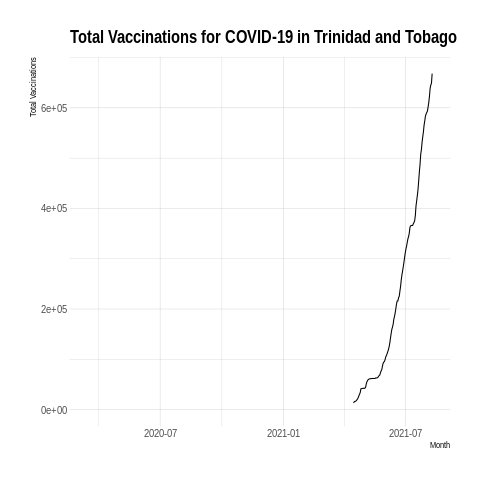 Total Vaccinations for COVID-19 in Trinidad and Tobago
Total Vaccinations
6e+05
4e+05
2e+05
0e+00
2020-07
2021-01
2021-07
Month